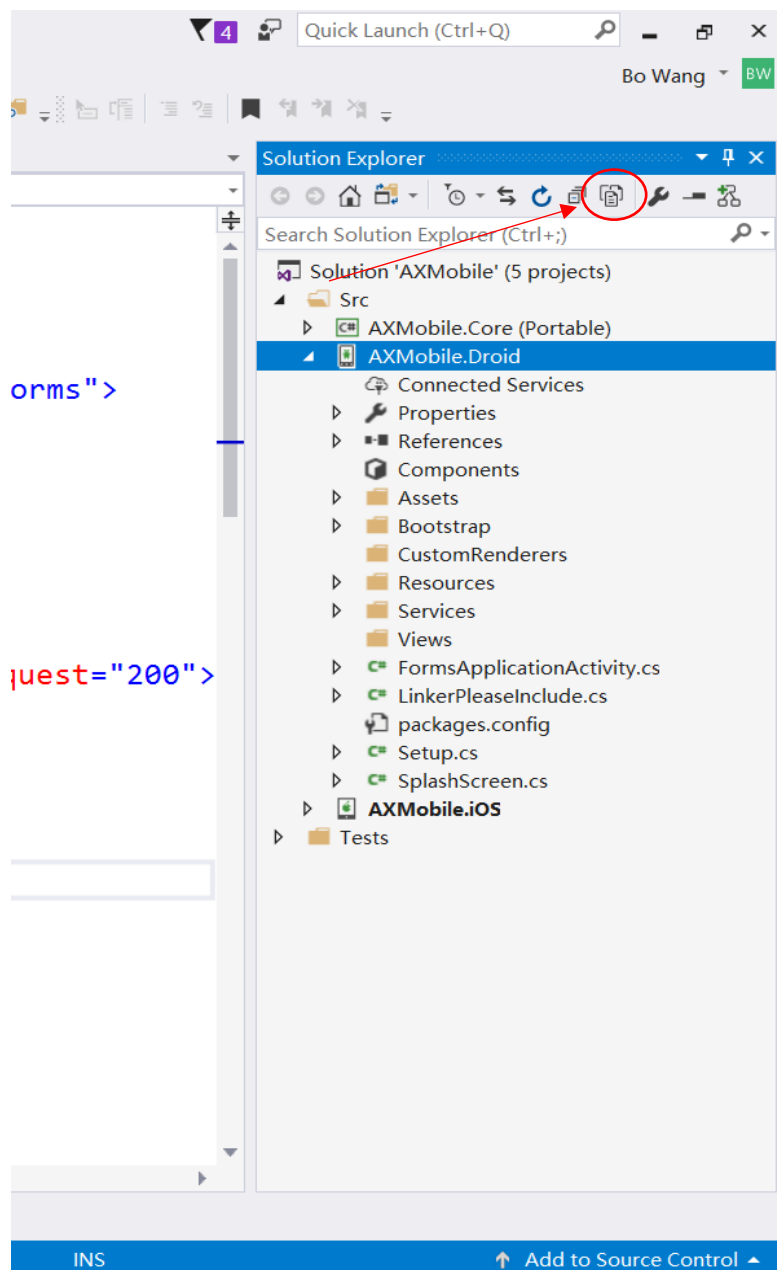 4
Quick Launch (Ctrl+Q)
Bo Wang
BW
Solution Explorer
Search Solution Explorer (Ctrl+;)
Solution 'AXMobile' (5 projects)
Src
C# AXMobile.Core (Portable)
AXMobile.Droid
Connected Services
orms">
Properties
References
Components
Assets
Bootstrap
CustomRenderers
Resources
Services
Views
C# FormsApplicationActivity.cs
quest="200">
C# LinkerPleaseInclude.cs
packages.config
C# Setup.cs
C# SplashScreen.cs
AXMobile.iOS
Tests
INS
Add to Source Control